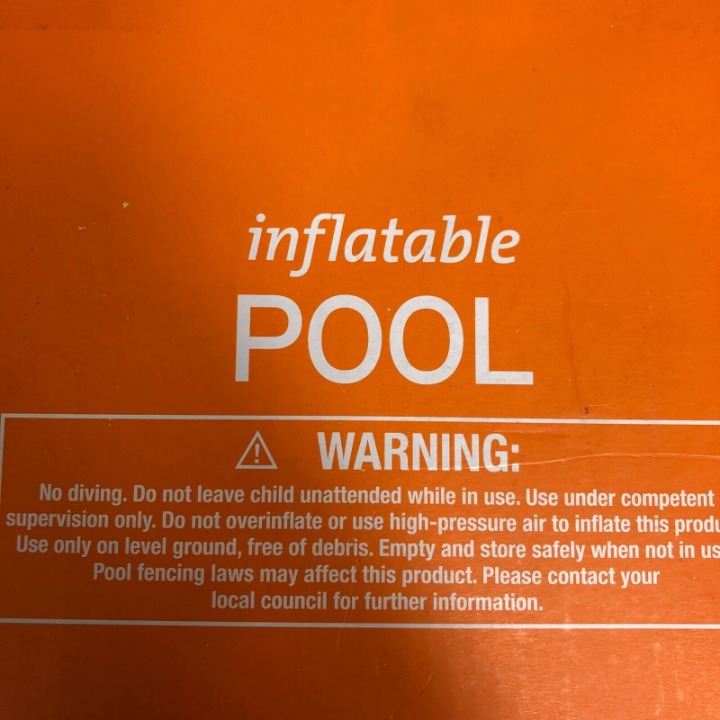 inflatable
POOL
WARNING:
No diving. Do not leave child unattended while in use. Use under competent
supervision only. Do not overinflate or use high-pressure air to inflate this produ
Use only on level ground, free of debris. Empty and store safely when not in us
Pool fencing laws may affect this product. Please contact your
local council for further information.